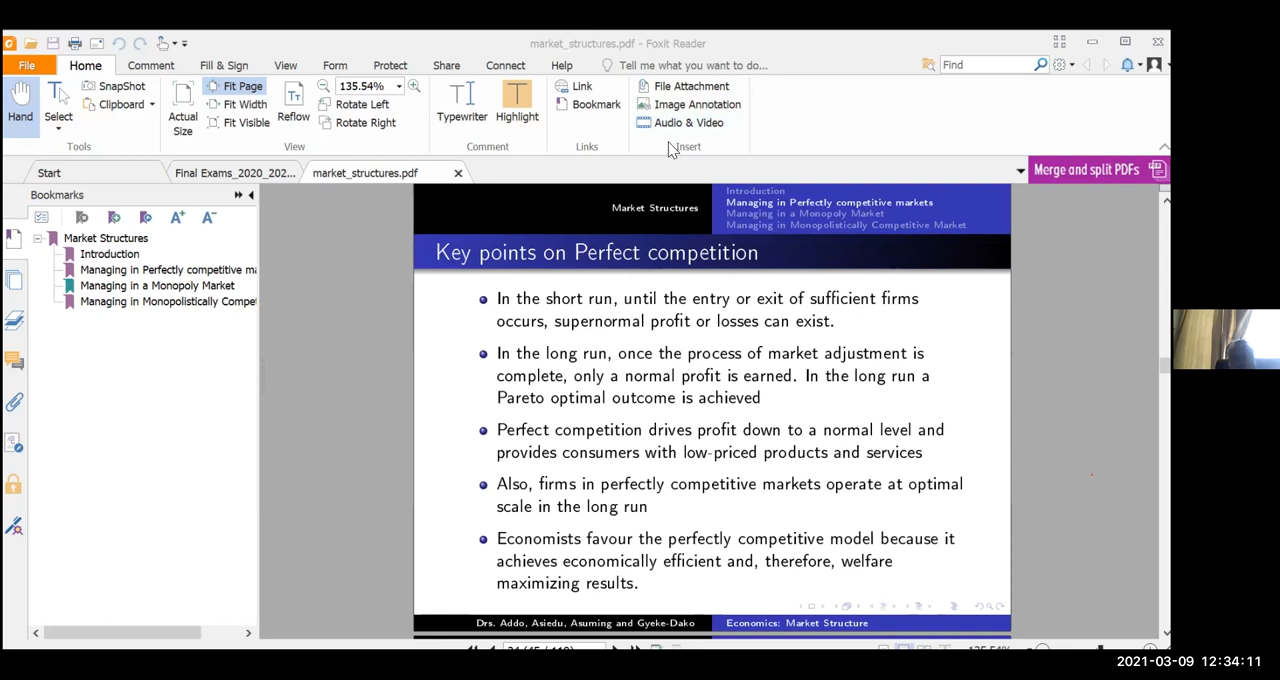 market_structures.pdf - Foxit Reader
File Home Comment Fill & Sign View Form Protect Share Connect Help Tell me what you want to do... Find
Hand Select SnapShot Clipboard Actual Size Fit Page Fit Width Fit Visible Reflow 135.54% Rotate Left Rotate Right Typewriter Highlight Link Bookmark File Attachment Image Annotation Audio & Video
Tools View Comment Links Insert
Start Final Exams_2020_202... market_structures.pdf Merge and split PDFs
Bookmarks
Market Structures
Introduction
Managing in Perfectly competitive ma
Managing in a Monopoly Market
Managing in Monopolistically Compet
Market Structures
Introduction
Managing in Perfectly competitive markets
Managing in a Monopoly Market
Managing in Monopolistically Competitive Market
Key points on Perfect competition
In the short run, until the entry or exit of sufficient firms
occurs, supernormal profit or losses can exist.
In the long run, once the process of market adjustment is
complete, only a normal profit is earned. In the long run a
Pareto optimal outcome is achieved
Perfect competition drives profit down to a normal level and
provides consumers with low-priced products and services
Also, firms in perfectly competitive markets operate at optimal
scale in the long run
Economists favour the perfectly competitive model because it
achieves economically efficient and, therefore, welfare
maximizing results.
Drs. Addo, Asiedu, Asuming and Gyeke-Dako Economics: Market Structure
2021-03-09 12:34:11